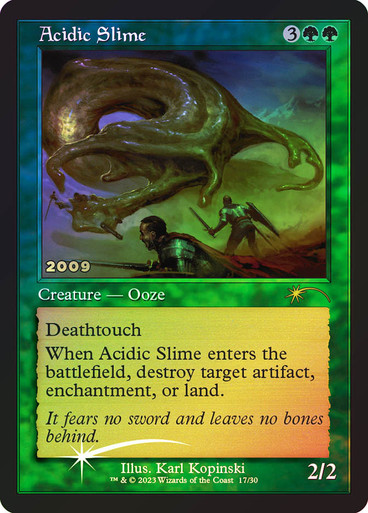 Acidic Slime 3
2009
Creature — Ooze
Deathtouch
When Acidic Slime enters the
battlefield, destroy target artifact,
enchantment, or land.
It fears no sword and leaves no bones
behind.
Illus. Karl Kopinski
2/2
™ & © 2023 Wizards of the Coast 17/30